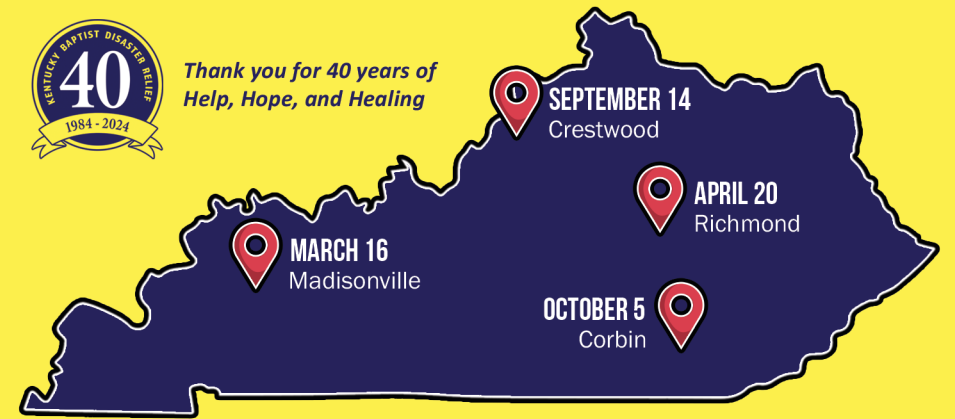 KENTUCKY BAPTIST DISASTER RELIEF
40
1984 - 2024
Thank you for 40 years of
Help, Hope, and Healing
SEPTEMBER 14
Crestwood
APRIL 20
Richmond
MARCH 16
Madisonville
OCTOBER 5
Corbin